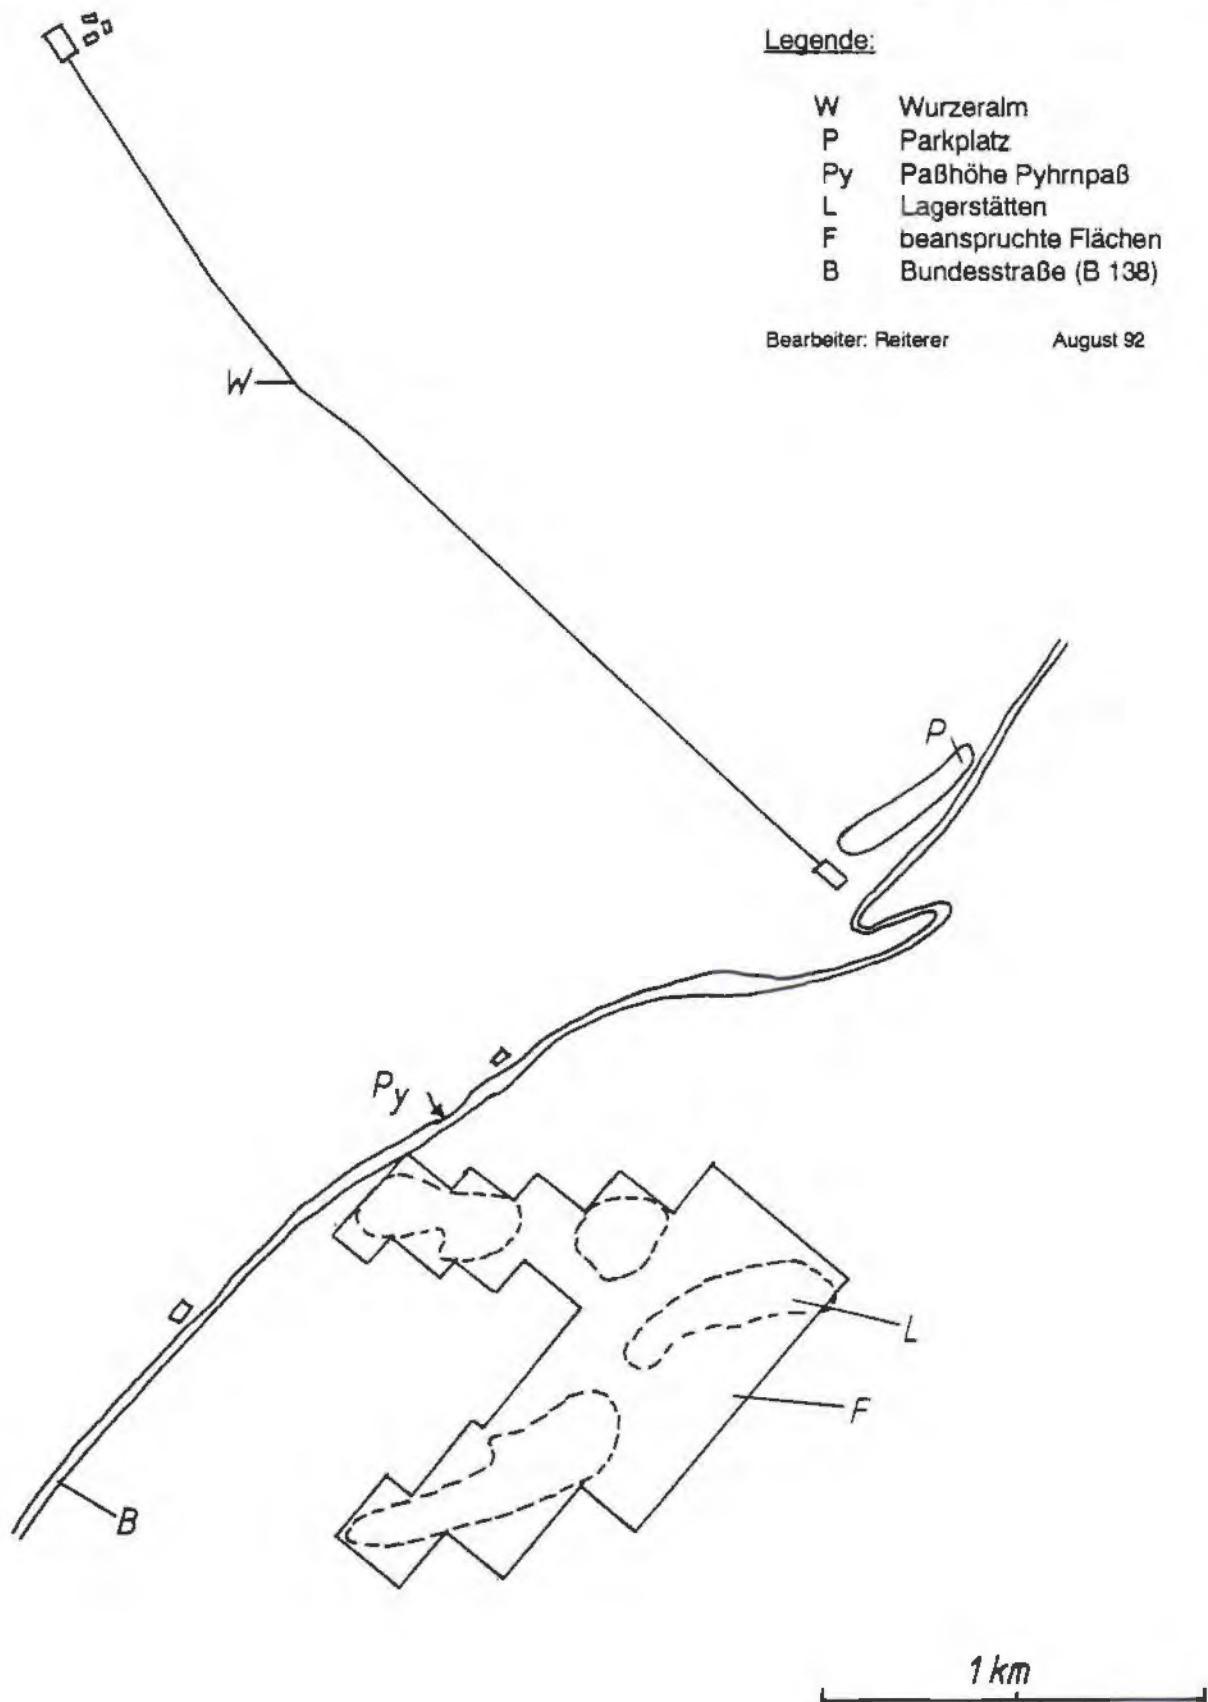 Legende:
W Wurzeralm
P Parkplatz
Py Paßhöhe Pyhrnpaß
L Lagerstätten
F beanspruchte Flächen
B Bundesstraße (B 138)
Bearbeiter: Reiterer August 92
W
P
Py
L
F
B
1 km